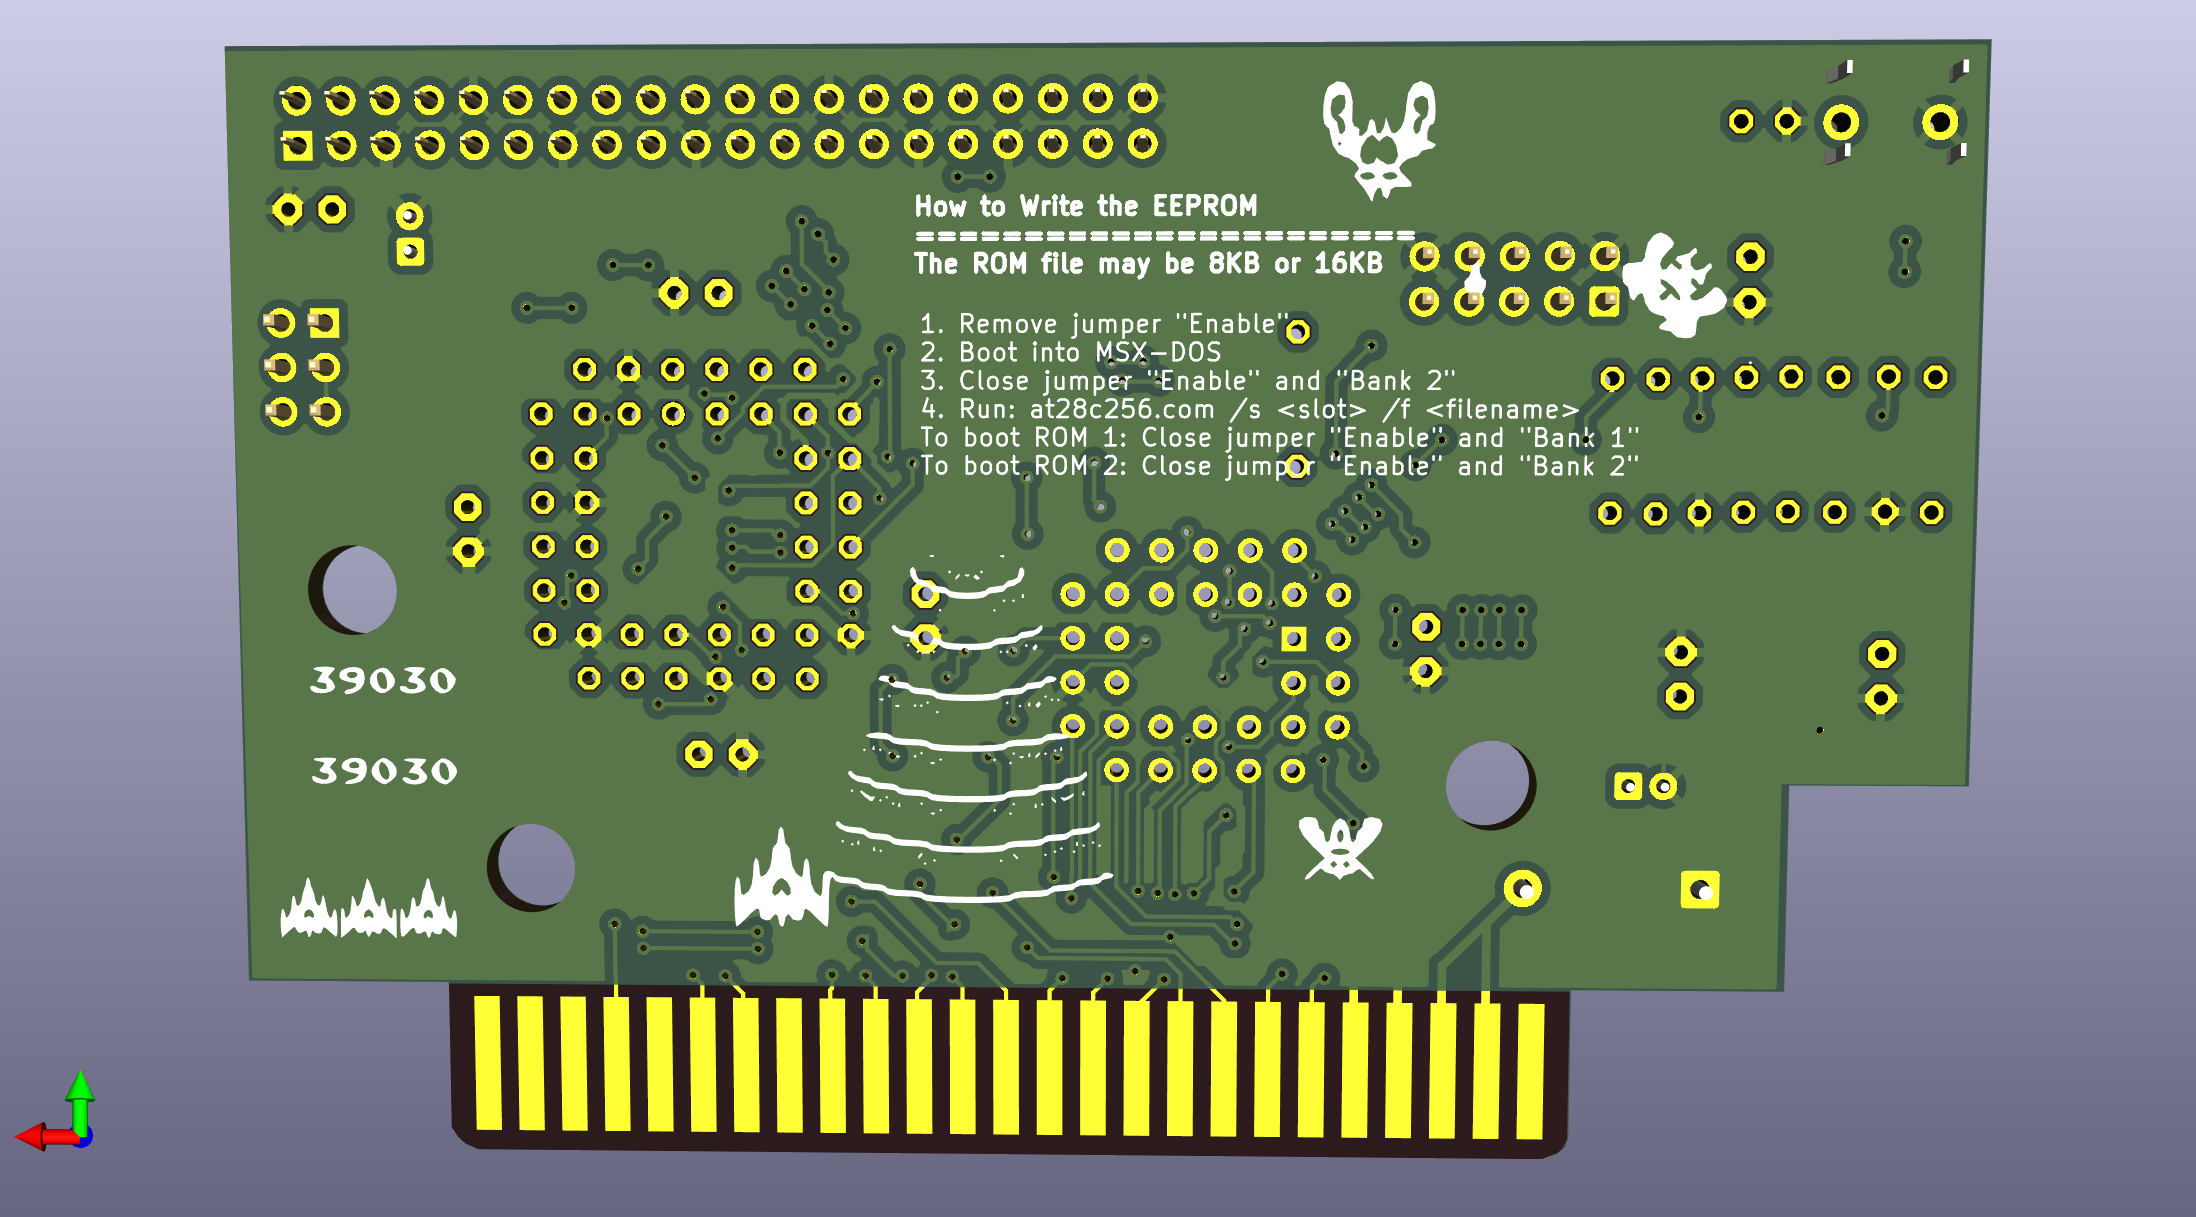 How to Write the EEPROM
=======================
The ROM file may be 8KB or 16KB
1. Remove jumper "Enable"
2. Boot into MSX-DOS
3. Close jumper "Enable" and "Bank 2"
4. Run: at28c256.com /s <slot> /f <filename>
To boot ROM 1: Close jumper "Enable" and "Bank 1"
To boot ROM 2: Close jumper "Enable" and "Bank 2"
39030
39030